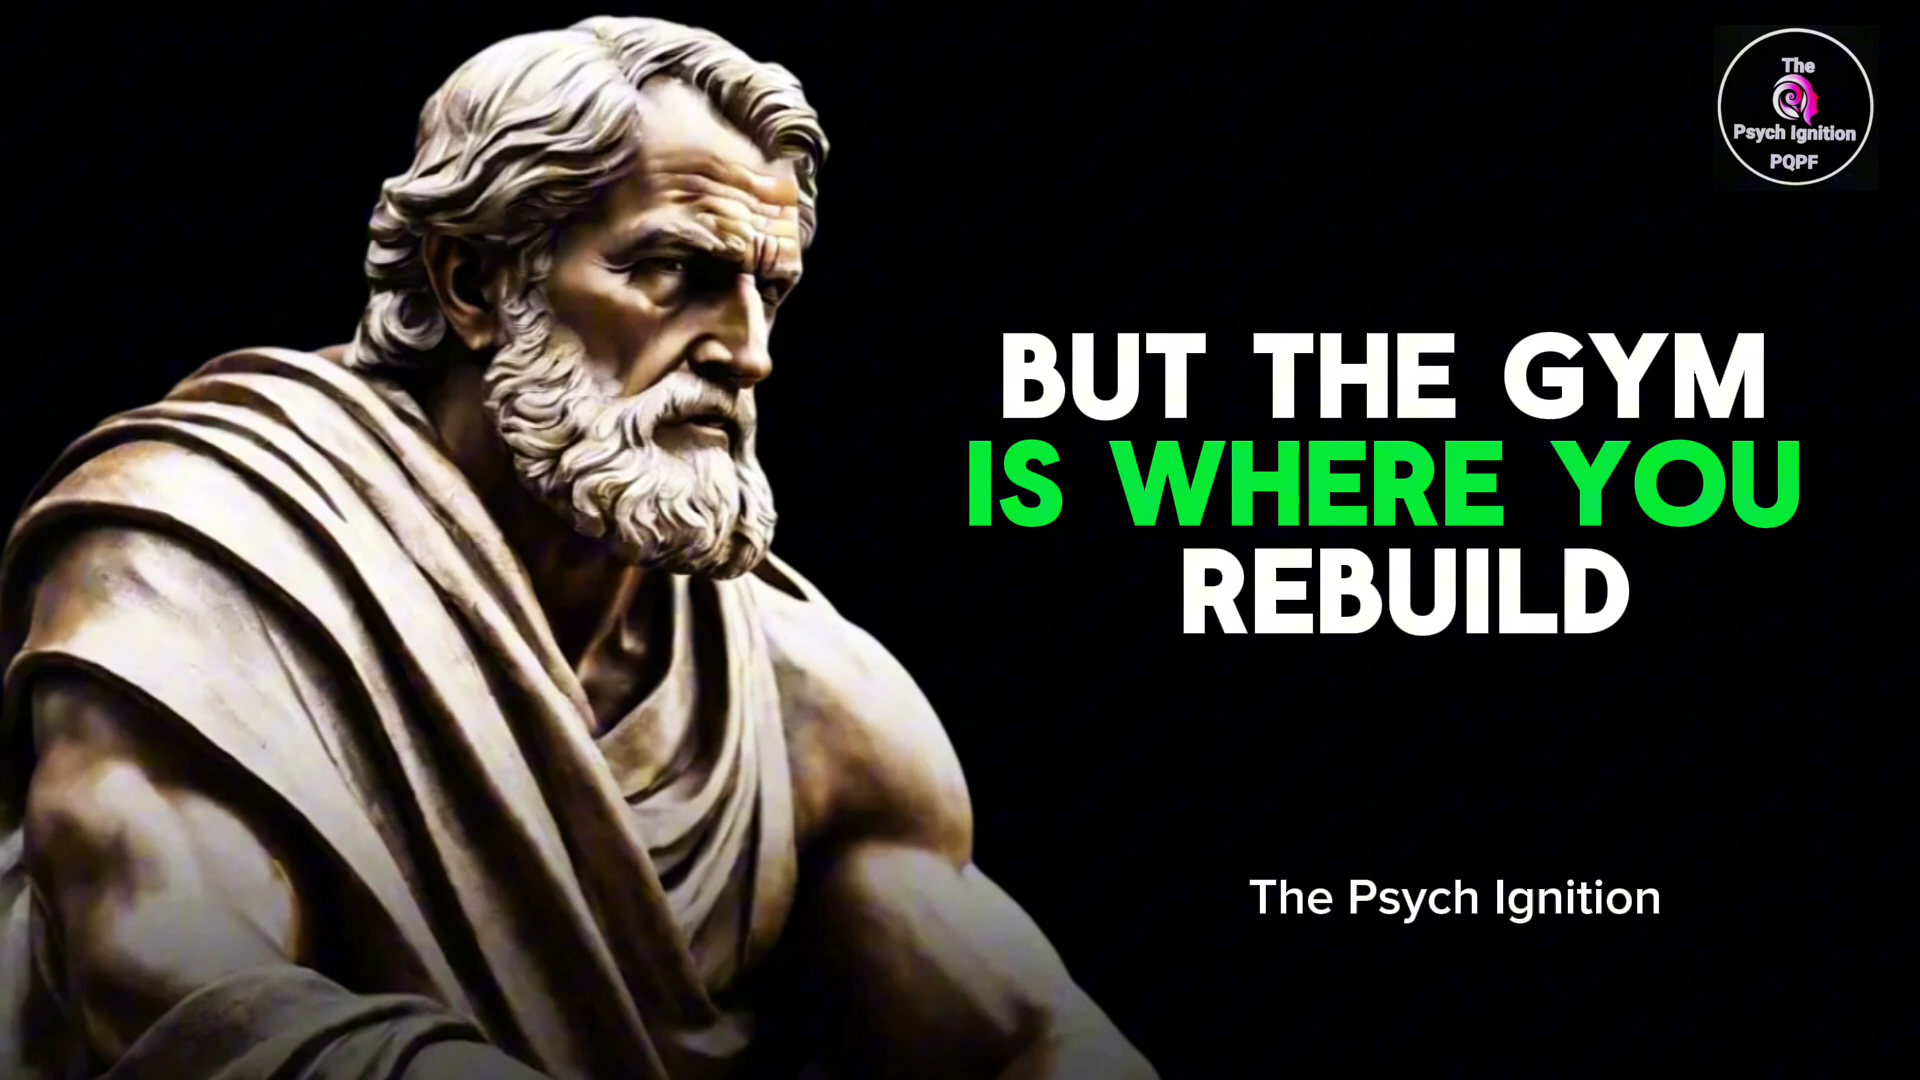 The
Psych Ignition
PQPF
BUT THE GYM
IS WHERE YOU
REBUILD
The Psych Ignition